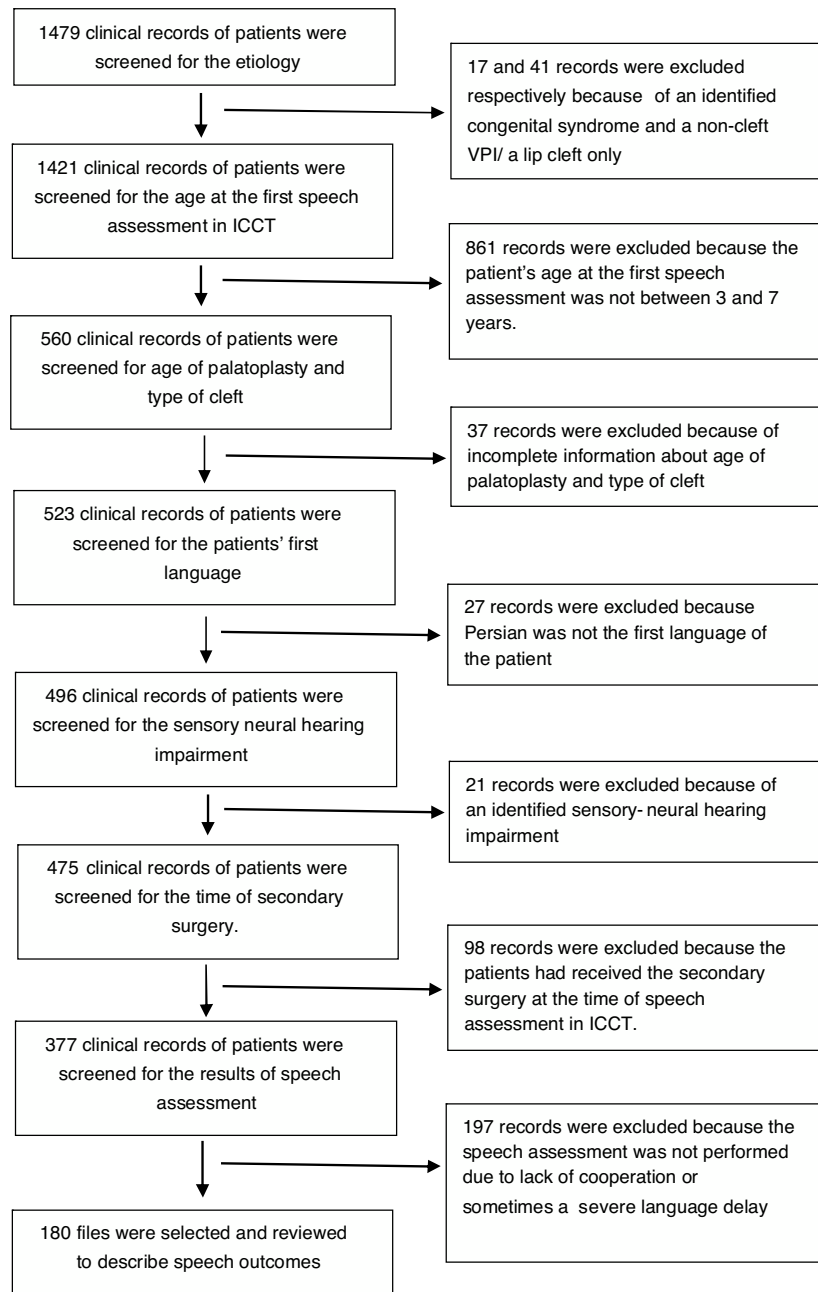 1479 clinical records of patients were
screened for the etiology
17 and 41 records were excluded
respectively because of an identified
congenital syndrome and a non-cleft
VPI/ a lip cleft only
1421 clinical records of patients were
screened for the age at the first speech
assessment in ICCT
861 records were excluded because the
patient’s age at the first speech
assessment was not between 3 and 7
years.
560 clinical records of patients were
screened for age of palatoplasty and
type of cleft
37 records were excluded because of
incomplete information about age of
palatoplasty and type of cleft
523 clinical records of patients were
screened for the patients’ first
language
27 records were excluded because
Persian was not the first language of
the patient
496 clinical records of patients were
screened for the sensory neural hearing
impairment
21 records were excluded because of
an identified sensory- neural hearing
impairment
475 clinical records of patients were
screened for the time of secondary
surgery.
98 records were excluded because the
patients had received the secondary
surgery at the time of speech
assessment in ICCT.
377 clinical records of patients were
screened for the results of speech
assessment
197 records were excluded because the
speech assessment was not performed
due to lack of cooperation or
sometimes a severe language delay
180 files were selected and reviewed
to describe speech outcomes